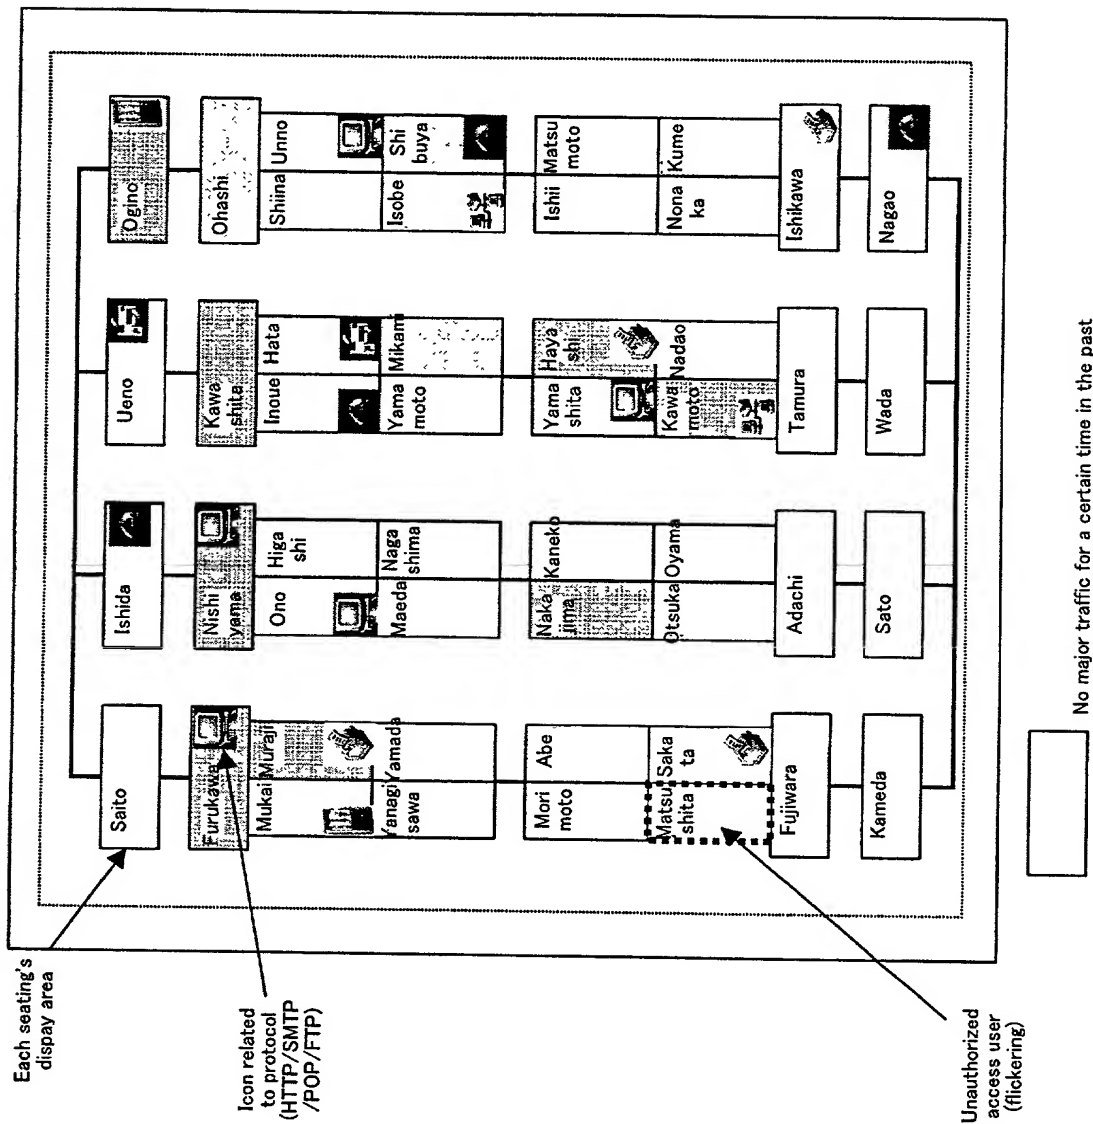 Each seating's
dispay area
Icon related
to protocol
(HTTP/SMTP
/POP/FTP)
Unauthorized
access user
(flickering)
Saito
Ishida
Ueno
Ogino
Furukawa
Nishi
yama
Kawa
shita
Ohashi
Mukai
Muraji
Ono
Higa
shi
Inoue
Hata
Shiina
Unno
Yanagi
sawa
Yamada
Maeda
Naga
shima
Yama
moto
Mikami
Isobe
Shi
buya
Mori
moto
Abe
Naka
jima
Kaneko
Yama
shita
Haya
shi
Ishii
Matsu
moto
Matsu
shita
Saka
ta
Otsuka
Oyama
Kawa
moto
Nadao
Nona
ka
Kume
Fujiwara
Adachi
Tamura
Ishikawa
Kameda
Sato
Wada
Nagao
No major traffic for a certain time in the past